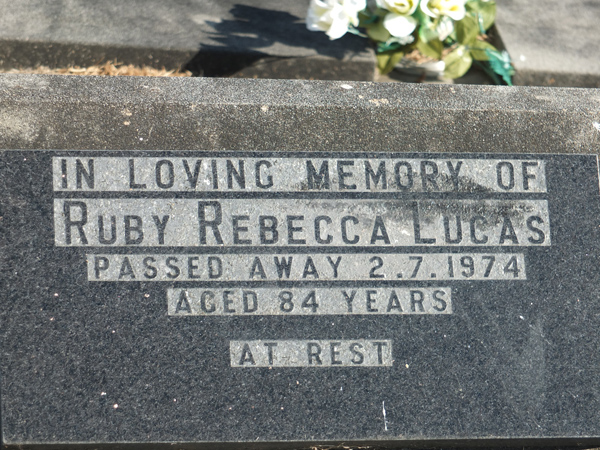 IN LOVING MEMORY OF
RUBY REBECCA LUCAS
PASSED AWAY 2.7.1974
AGED 84 YEARS
AT REST